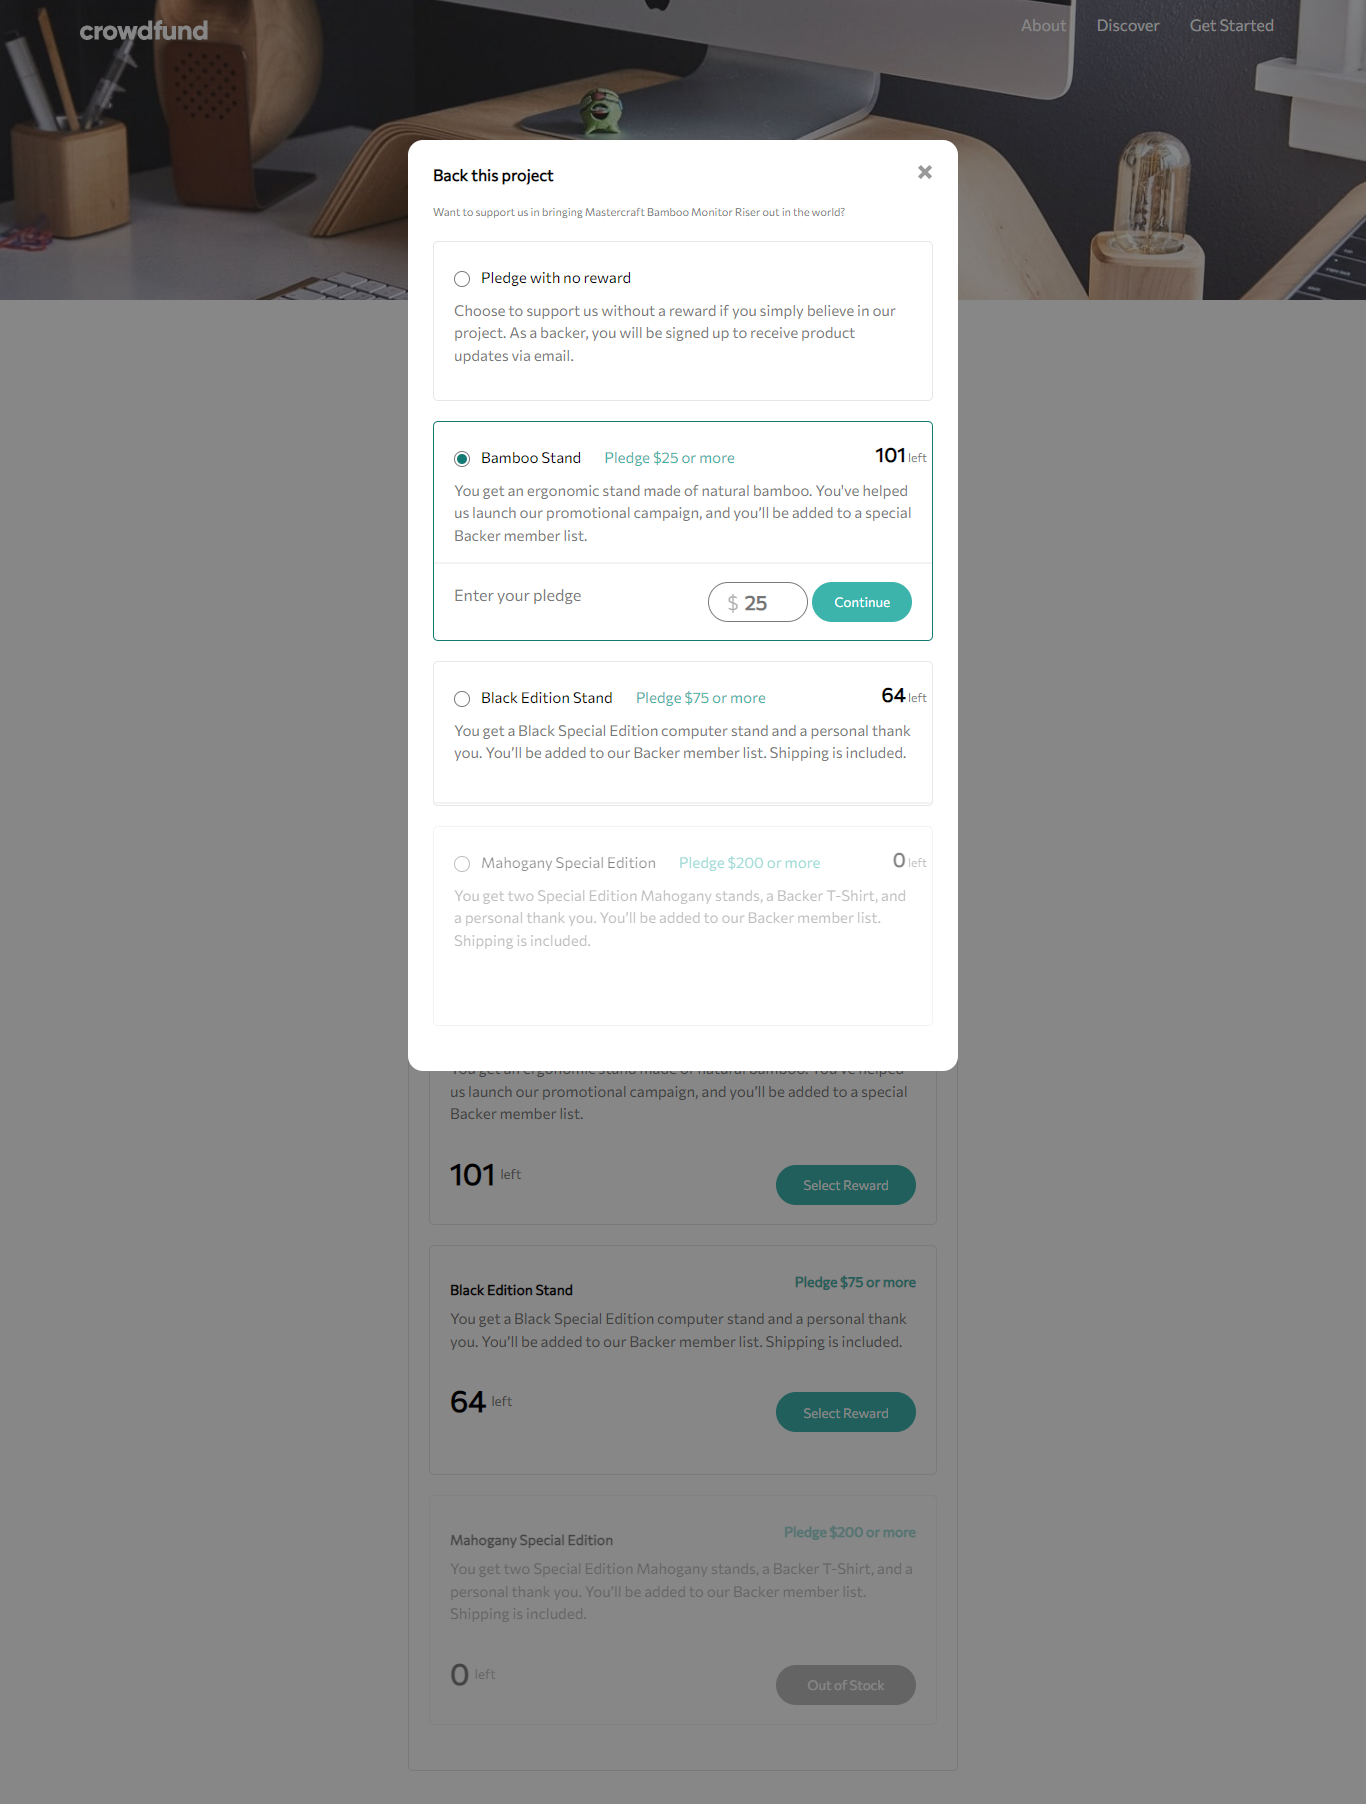 crowdfund
About
Discover
Get Started
Back this project
Want to support us in bringing Mastercraft Bamboo Monitor Riser out in the world?
Pledge with no reward
Choose to support us without a reward if you simply believe in our
project. As a backer, you will be signed up to receive product
updates via email.
Bamboo Stand
Pledge $25 or more
101 left
You get an ergonomic stand made of natural bamboo. You've helped
us launch our promotional campaign, and you’ll be added to a special
Backer member list.
Enter your pledge
$ 25
Continue
Black Edition Stand
Pledge $75 or more
64 left
You get a Black Special Edition computer stand and a personal thank
you. You’ll be added to our Backer member list. Shipping is included.
Mahogany Special Edition
Pledge $200 or more
0 left
You get two Special Edition Mahogany stands, a Backer T-Shirt, and
a personal thank you. You’ll be added to our Backer member list.
Shipping is included.
You get an ergonomic stand made of natural bamboo. You've helped
us launch our promotional campaign, and you’ll be added to a special
Backer member list.
101 left
Select Reward
Black Edition Stand
Pledge $75 or more
You get a Black Special Edition computer stand and a personal thank
you. You’ll be added to our Backer member list. Shipping is included.
64 left
Select Reward
Mahogany Special Edition
Pledge $200 or more
You get two Special Edition Mahogany stands, a Backer T-Shirt, and a
personal thank you. You’ll be added to our Backer member list.
Shipping is included.
0 left
Out of Stock